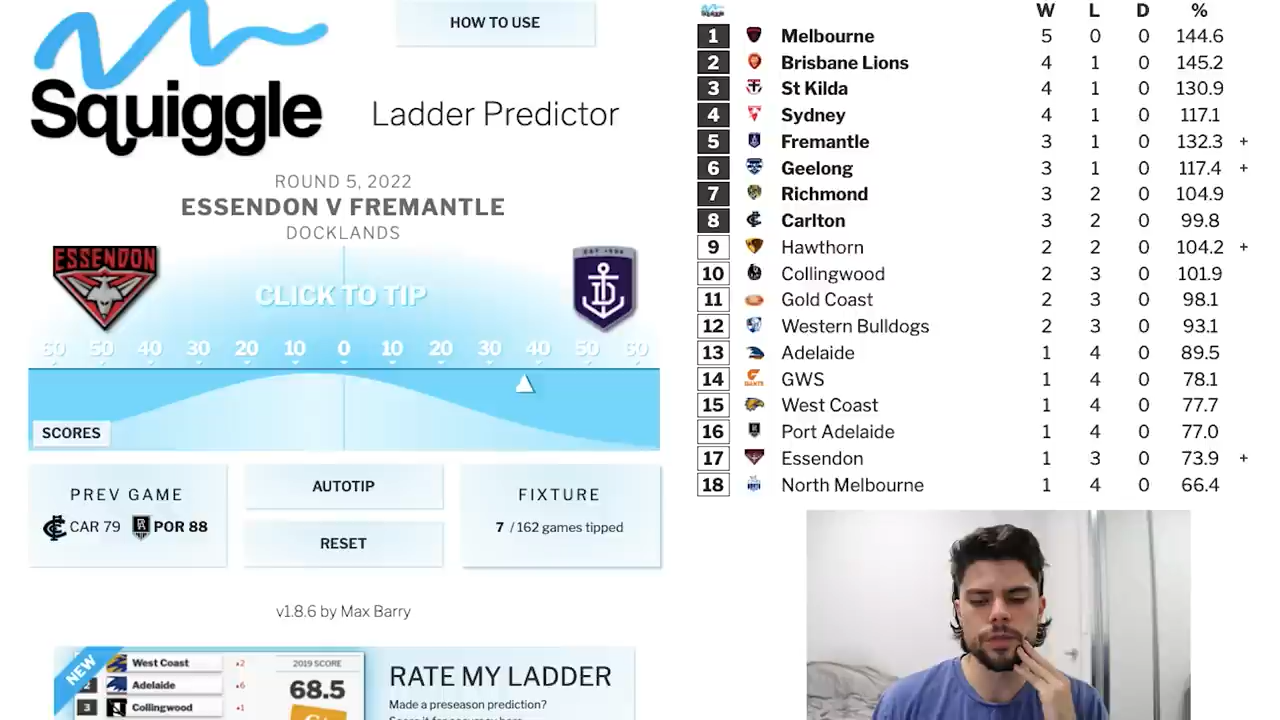 HOW TO USE
Squiggle
Ladder Predictor
ROUND 5, 2022
ESSENDON V FREMANTLE
DOCKLANDS
ESSENDON
CLICK TO TIP
60 50 40 30 20 10 0 10 20 30 40 50 60
SCORES
PREV GAME
CAR 79 POR 88
AUTOTIP
RESET
FIXTURE
7 / 162 games tipped
v1.8.6 by Max Barry
NEW
West Coast 2
Adelaide 6
3 Collingwood 1
2019 SCORE
68.5
RATE MY LADDER
Made a preseason prediction?
W L D %
1 Melbourne 5 0 0 144.6
2 Brisbane Lions 4 1 0 145.2
3 St Kilda 4 1 0 130.9
4 Sydney 4 1 0 117.1
5 Fremantle 3 1 0 132.3 +
6 Geelong 3 1 0 117.4 +
7 Richmond 3 2 0 104.9
8 Carlton 3 2 0 99.8
9 Hawthorn 2 2 0 104.2 +
10 Collingwood 2 3 0 101.9
11 Gold Coast 2 3 0 98.1
12 Western Bulldogs 2 3 0 93.1
13 Adelaide 1 4 0 89.5
14 GWS 1 4 0 78.1
15 West Coast 1 4 0 77.7
16 Port Adelaide 1 4 0 77.0
17 Essendon 1 3 0 73.9 +
18 North Melbourne 1 4 0 66.4